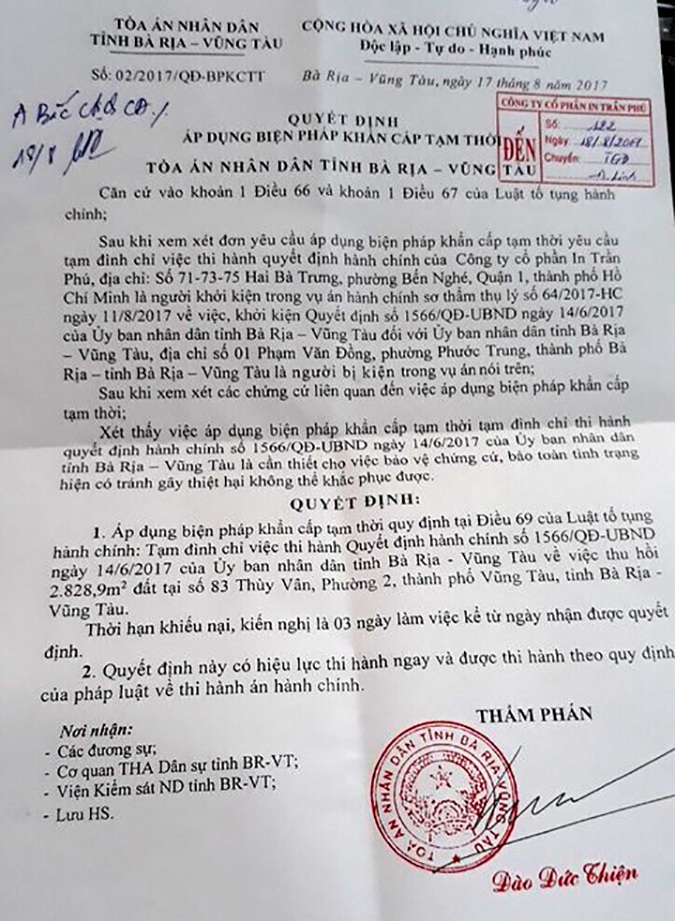 TÒA ÁN NHÂN DÂN
TỈNH BÀ RỊA – VŨNG TÀU
Số: 02/2017/QĐ-BPKCTT
CỘNG HÒA XÃ HỘI CHỦ NGHĨA VIỆT NAM
Độc lập - Tự do - Hạnh phúc
Bà Rịa – Vũng Tàu, ngày 17 tháng 8 năm 2017
A Bắc
18/8
CÔNG TY CỔ PHẦN IN TRẦN PHÚ
ĐẾN
Số: 122
Ngày: 18/8/2017
Chuyển: TGĐ
QUYẾT ĐỊNH
ÁP DỤNG BIỆN PHÁP KHẨN CẤP TẠM THỜI
TÒA ÁN NHÂN DÂN TỈNH BÀ RỊA – VŨNG TÀU
Căn cứ vào khoản 1 Điều 66 và khoản 1 Điều 67 của Luật tố tụng hành
chính;
Sau khi xem xét đơn yêu cầu áp dụng biện pháp khẩn cấp tạm thời yêu cầu
tạm đình chỉ việc thi hành quyết định hành chính của Công ty cổ phần In Trần
Phú, địa chỉ: Số 71-73-75 Hai Bà Trưng, phường Bến Nghé, Quận 1, thành phố Hồ
Chí Minh là người khởi kiện trong vụ án hành chính sơ thẩm thụ lý số 64/2017-HC
ngày 11/8/2017 về việc, khởi kiện Quyết định số 1566/QĐ-UBND ngày 14/6/2017
của Ủy ban nhân dân tỉnh Bà Rịa – Vũng Tàu đối với Ủy ban nhân dân tỉnh Bà Rịa
– Vũng Tàu, địa chỉ số 01 Phạm Văn Đồng, phường Phước Trung, thành phố Bà
Rịa – tỉnh Bà Rịa – Vũng Tàu là người bị kiện trong vụ án nói trên;
Sau khi xem xét các chứng cứ liên quan đến việc áp dụng biện pháp khẩn cấp
tạm thời;
Xét thấy việc áp dụng biện pháp khẩn cấp tạm thời tạm đình chỉ thi hành
quyết định hành chính số 1566/QĐ-UBND ngày 14/6/2017 của Ủy ban nhân dân
tỉnh Bà Rịa – Vũng Tàu là cần thiết cho việc bảo vệ chứng cứ, bảo toàn tình trạng
hiện có tránh gây thiệt hại không thể khắc phục được.
QUYẾT ĐỊNH:
1. Áp dụng biện pháp khẩn cấp tạm thời quy định tại Điều 69 của Luật tố tụng
hành chính: Tạm đình chỉ việc thi hành Quyết định hành chính số 1566/QĐ-UBND
ngày 14/6/2017 của Ủy ban nhân dân tỉnh Bà Rịa - Vũng Tàu về việc thu hồi
2.828,9m² đất tại số 83 Thùy Vân, Phường 2, thành phố Vũng Tàu, tỉnh Bà Rịa -
Vũng Tàu.
Thời hạn khiếu nại, kiến nghị là 03 ngày làm việc kể từ ngày nhận được quyết
định.
2. Quyết định này có hiệu lực thi hành ngay và được thi hành theo quy định
của pháp luật về thi hành án hành chính.
Nơi nhận:
- Các đương sự;
- Cơ quan THA Dân sự tỉnh BR-VT;
- Viện Kiểm sát ND tỉnh BR-VT;
- Lưu HS.
THẨM PHÁN
TÒA ÁN NHÂN DÂN TỈNH BÀ RỊA VŨNG TÀU
Đào Đức Thiện